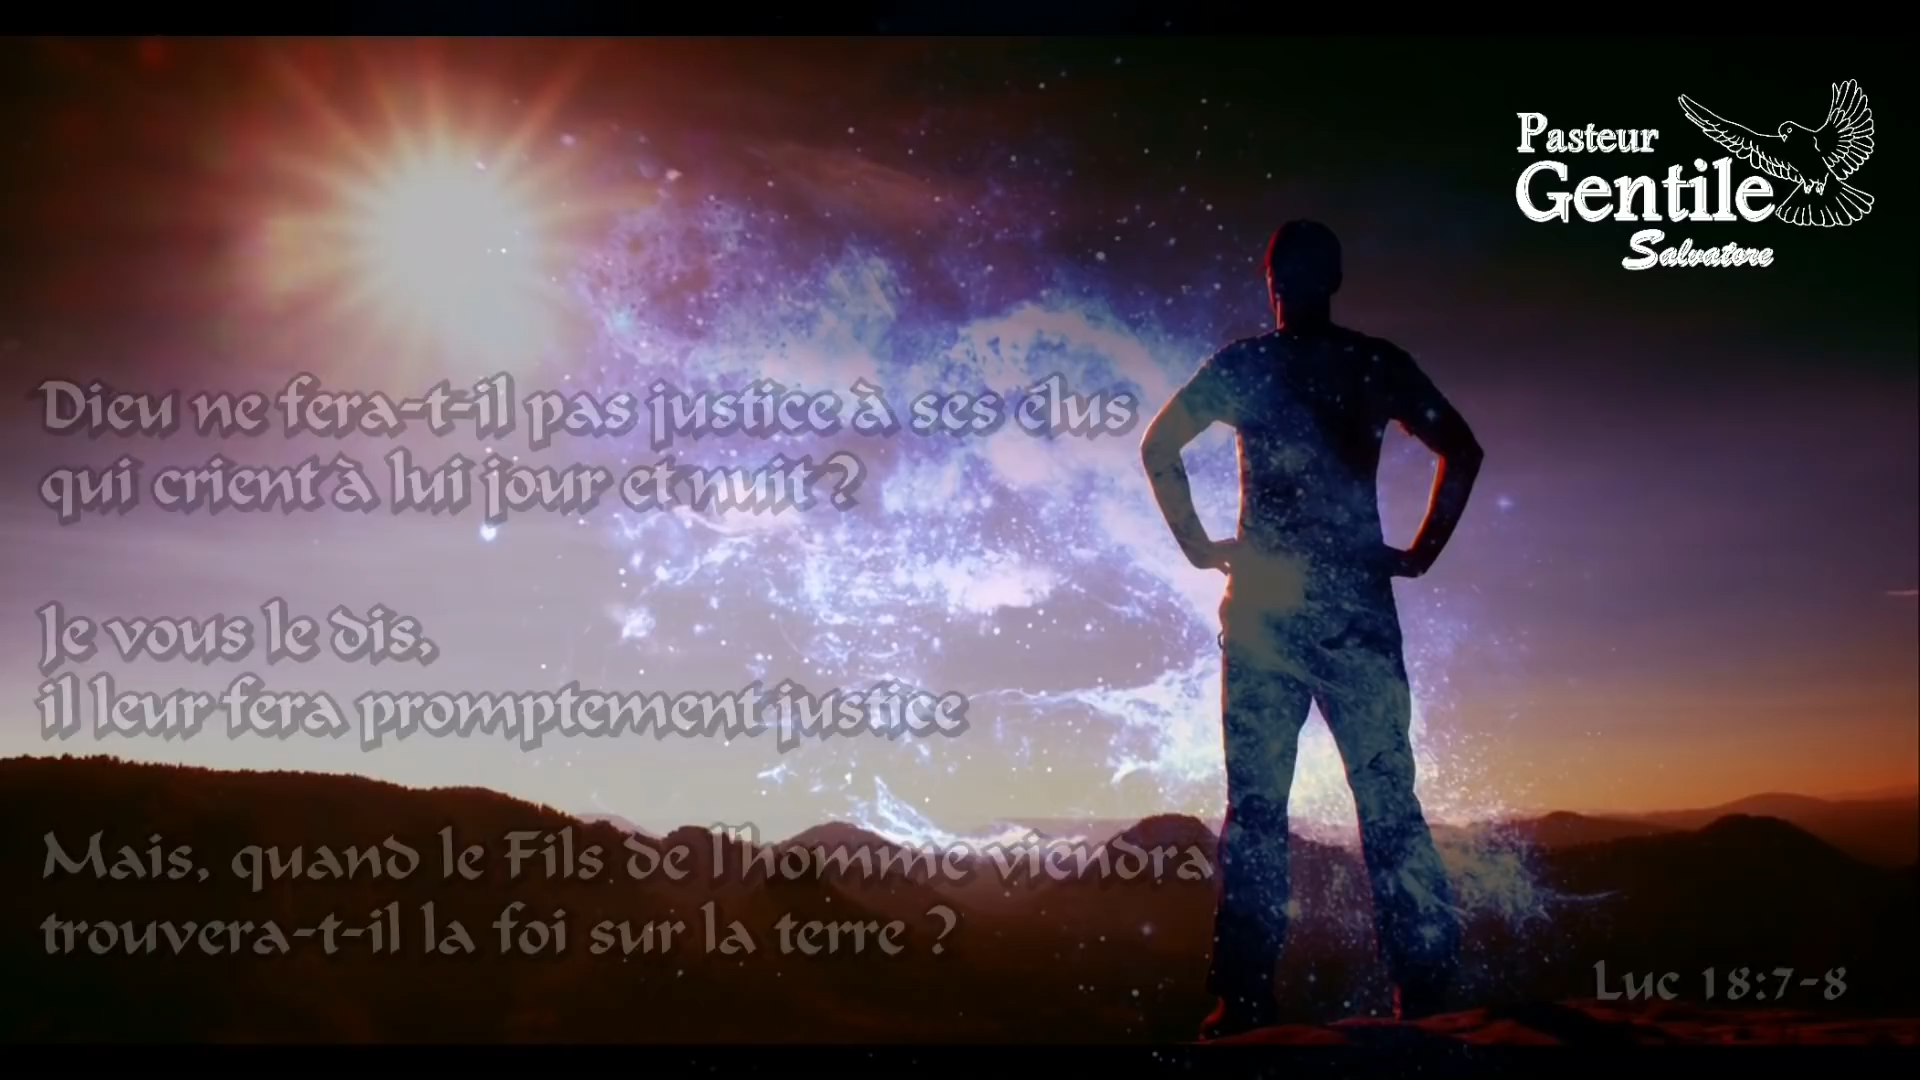 Pasteur
Gentile
Salvatore
Dieu ne fera-t-il pas justice à ses élus
qui crient à lui jour et nuit ?
Je vous le dis,
il leur fera promptement justice
Mais, quand le Fils de l'homme viendra
trouvera-t-il la foi sur la terre ?
Luc 18:7-8